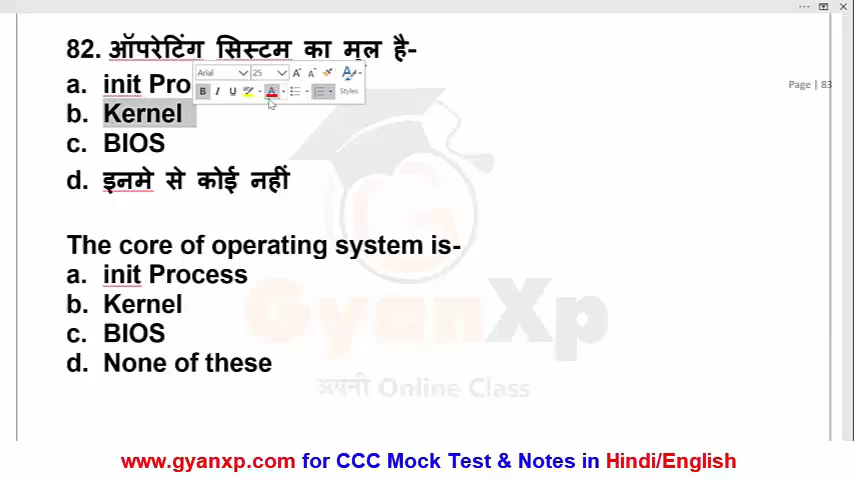 82. ऑपरेटिंग सिस्टम का मूल है-
a. init Pro
Arial 25
Styles
Page | 83
b. Kernel
c. BIOS
d. इनमे से कोई नहीं
The core of operating system is-
a. init Process
b. Kernel
c. BIOS
d. None of these
GyanXp
अपनी Online Class
www.gyanxp.com for CCC Mock Test & Notes in Hindi/English